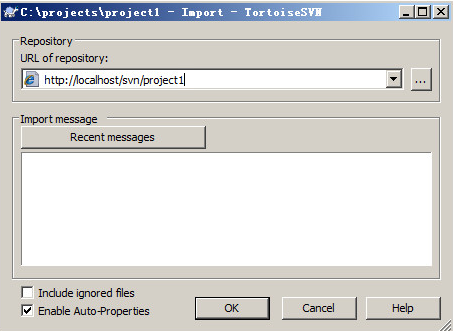 C:\projects\project1 - Import - TortoiseSVN
Repository
URL of repository:
http://localhost/svn/project1
...
Import message
Recent messages
Include ignored files
Enable Auto-Properties
OK
Cancel
Help